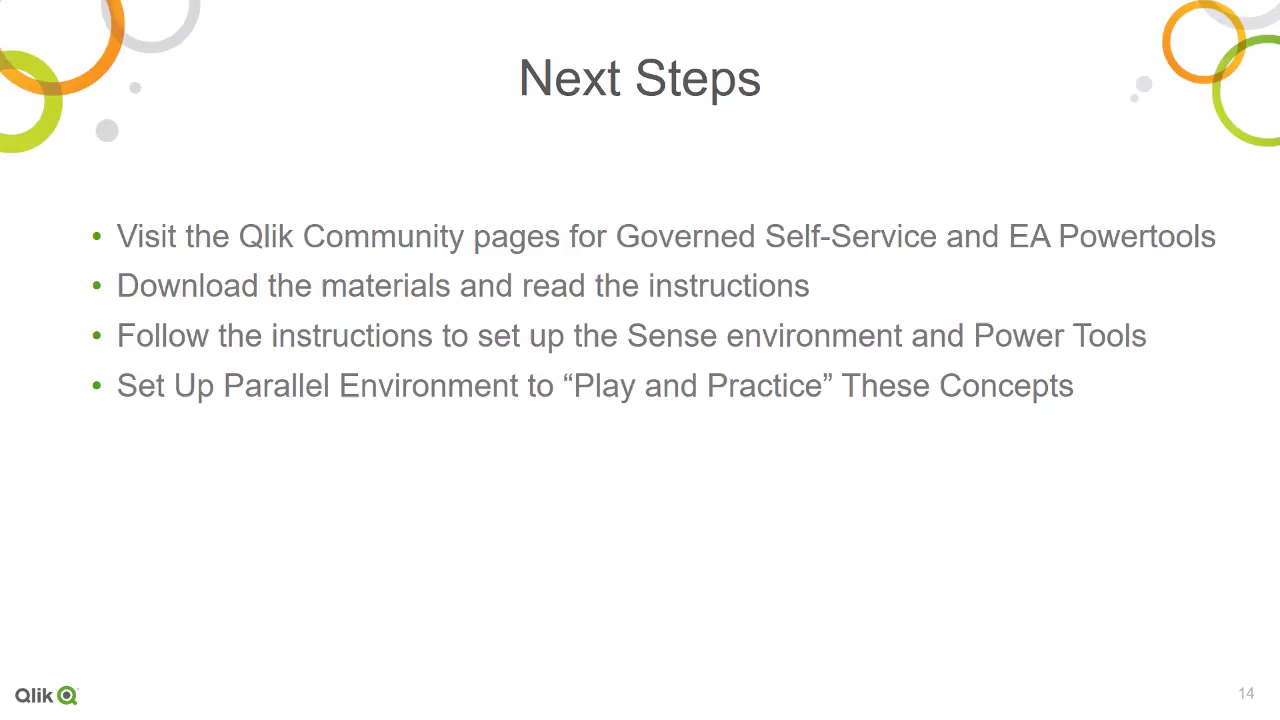 Next Steps
• Visit the Qlik Community pages for Governed Self-Service and EA Powertools
• Download the materials and read the instructions
• Follow the instructions to set up the Sense environment and Power Tools
• Set Up Parallel Environment to “Play and Practice” These Concepts
Qlik
14